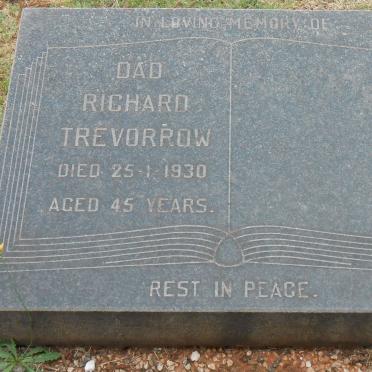 IN LOVING MEMORY OF
DAD
RICHARD
TREVORROW
DIED 25-1-1930
AGED 45 YEARS.
REST IN PEACE.